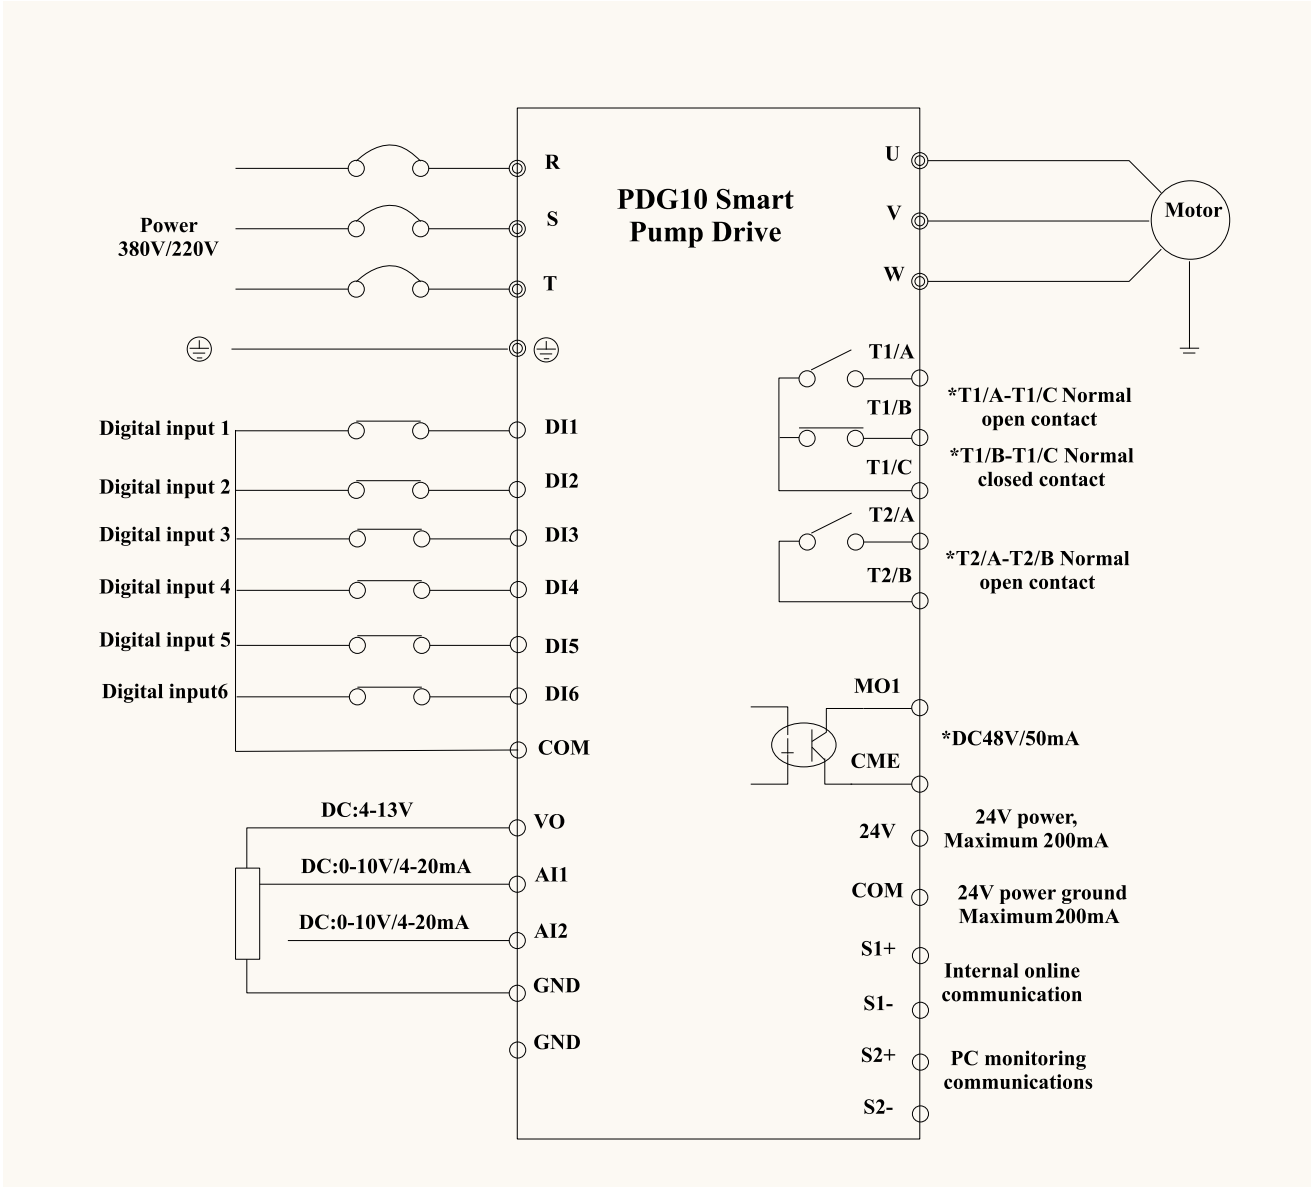 PDG10 Smart
Pump Drive
Power
380V/220V
R
S
T
Digital input 1
DI1
Digital input 2
DI2
Digital input 3
DI3
Digital input 4
DI4
Digital input 5
DI5
Digital input6
DI6
COM
DC:4-13V
VO
DC:0-10V/4-20mA
AI1
DC:0-10V/4-20mA
AI2
GND
GND
U
V
W
Motor
T1/A
*T1/A-T1/C Normal
open contact
T1/B
*T1/B-T1/C Normal
closed contact
T1/C
T2/A
*T2/A-T2/B Normal
open contact
T2/B
MO1
*DC48V/50mA
CME
24V
24V power,
Maximum 200mA
COM
24V power ground
Maximum200mA
S1+
Internal online
communication
S1-
S2+
PC monitoring
communications
S2-